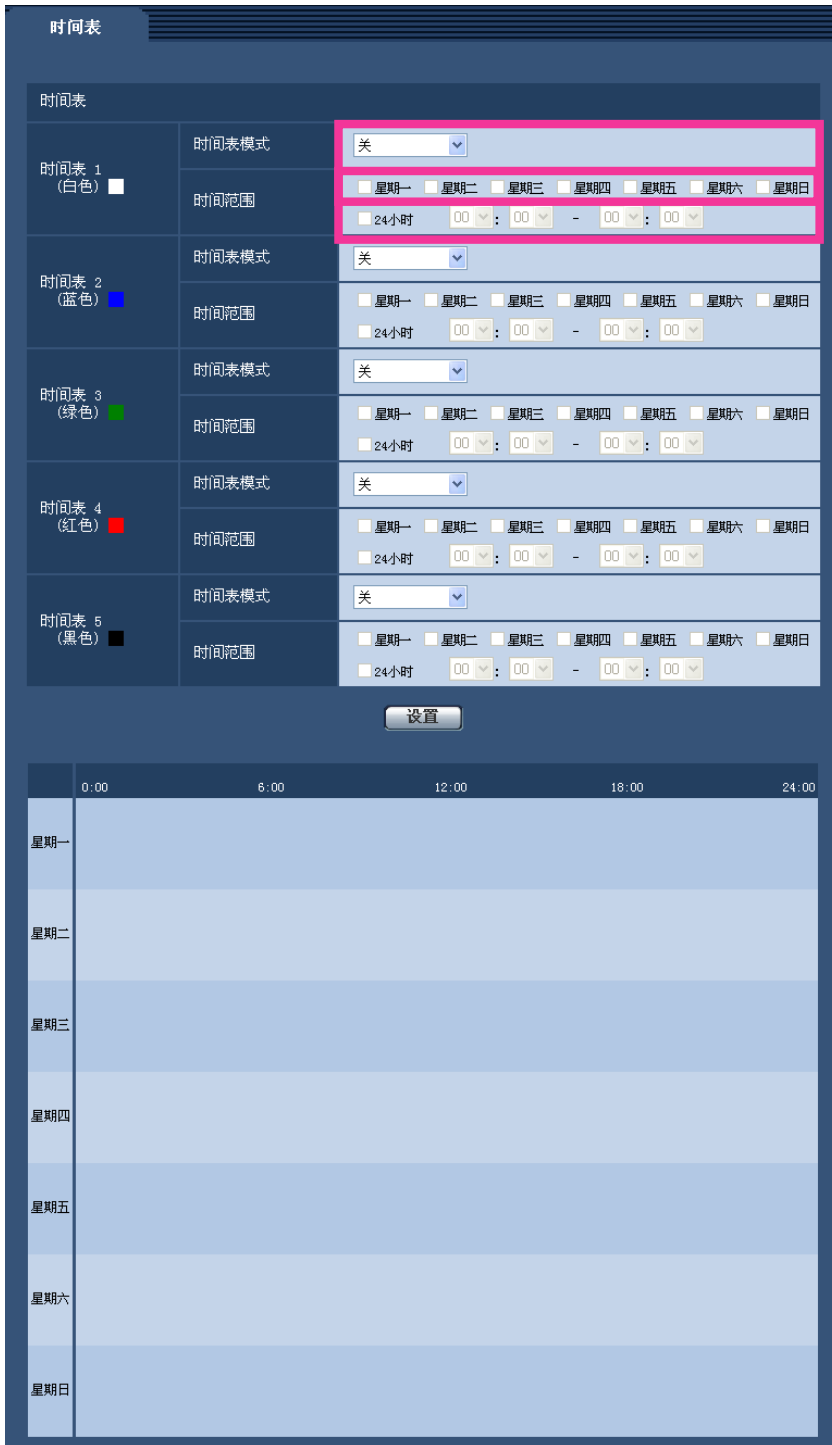 时间表
时间表
时间表 1
(白色)
时间表模式
关
时间范围
星期一 星期二 星期三 星期四 星期五 星期六 星期日
24小时 00 : 00 - 00 : 00
时间表 2
(蓝色)
时间表模式
关
时间范围
星期一 星期二 星期三 星期四 星期五 星期六 星期日
24小时 00 : 00 - 00 : 00
时间表 3
(绿色)
时间表模式
关
时间范围
星期一 星期二 星期三 星期四 星期五 星期六 星期日
24小时 00 : 00 - 00 : 00
时间表 4
(红色)
时间表模式
关
时间范围
星期一 星期二 星期三 星期四 星期五 星期六 星期日
24小时 00 : 00 - 00 : 00
时间表 5
(黑色)
时间表模式
关
时间范围
星期一 星期二 星期三 星期四 星期五 星期六 星期日
24小时 00 : 00 - 00 : 00
设置
0:00 6:00 12:00 18:00 24:00
星期一
星期二
星期三
星期四
星期五
星期六
星期日